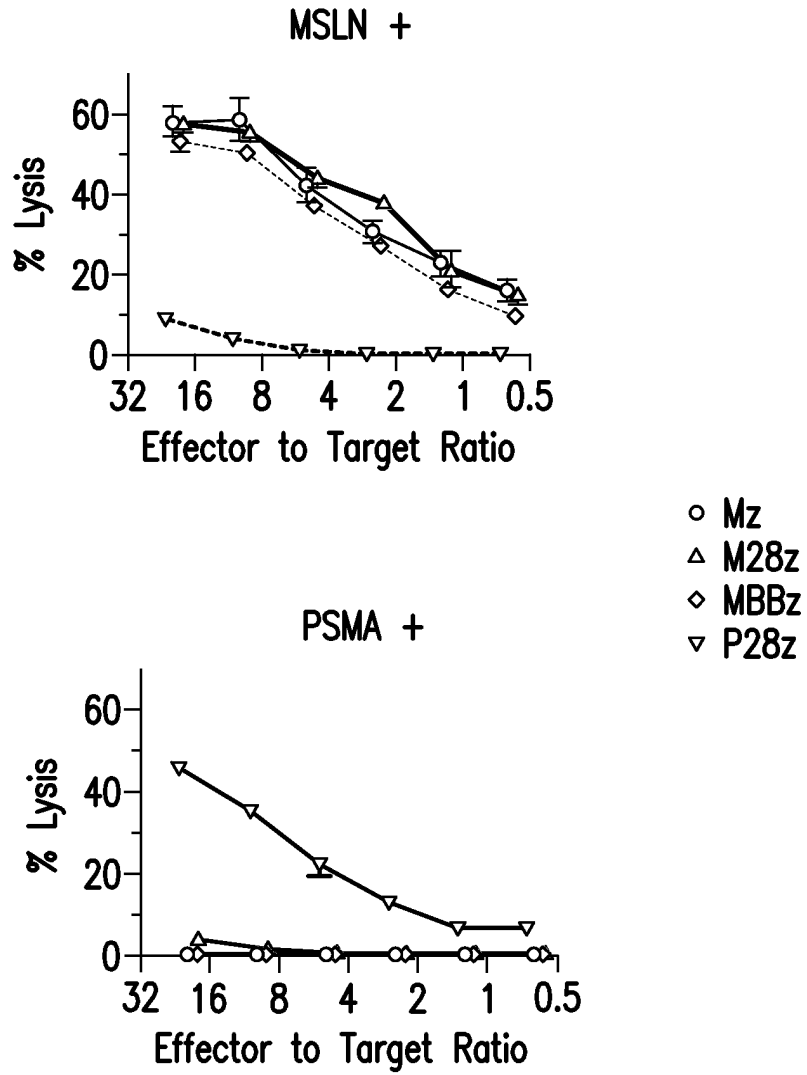 MSLN +
% Lysis
60
40
20
0
32 16 8 4 2 1 0.5
Effector to Target Ratio
Mz
M28z
MBBz
P28z
PSMA +
% Lysis
60
40
20
0
32 16 8 4 2 1 0.5
Effector to Target Ratio